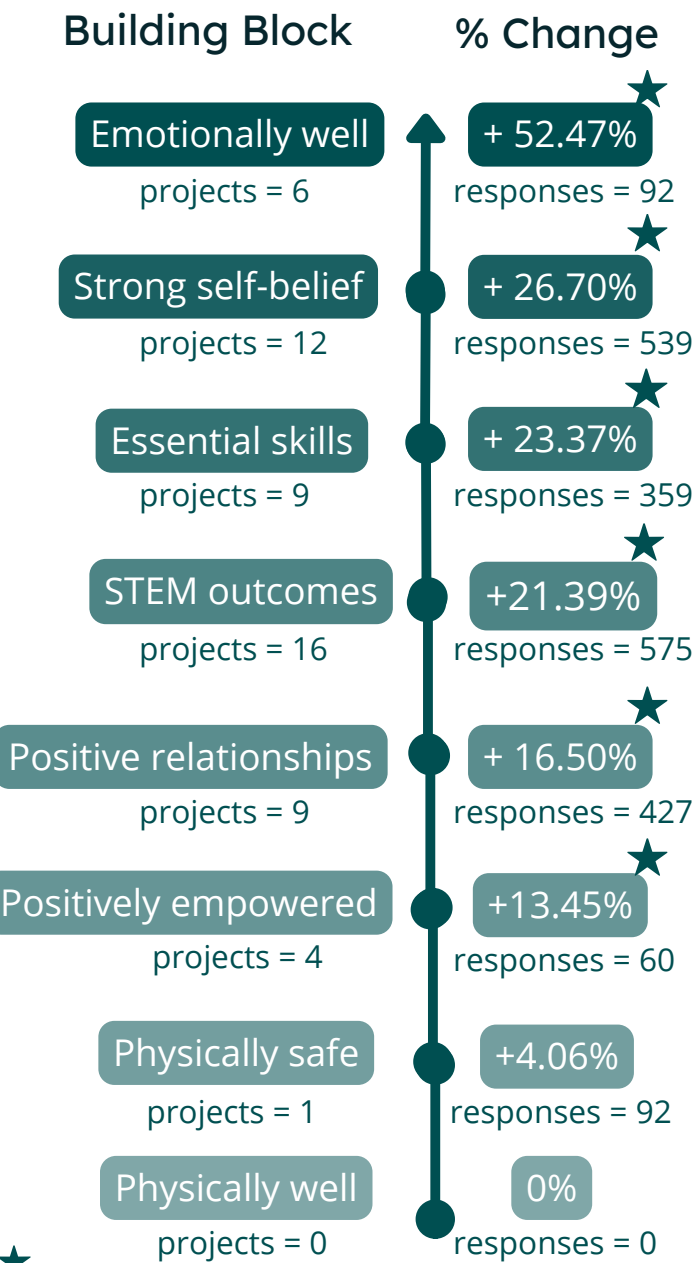 Building Block % Change
Emotionally well + 52.47%
projects = 6 responses = 92
Strong self-belief + 26.70%
projects = 12 responses = 539
Essential skills + 23.37%
projects = 9 responses = 359
STEM outcomes +21.39%
projects = 16 responses = 575
Positive relationships + 16.50%
projects = 9 responses = 427
Positively empowered +13.45%
projects = 4 responses = 60
Physically safe +4.06%
projects = 1 responses = 92
Physically well 0%
projects = 0 responses = 0